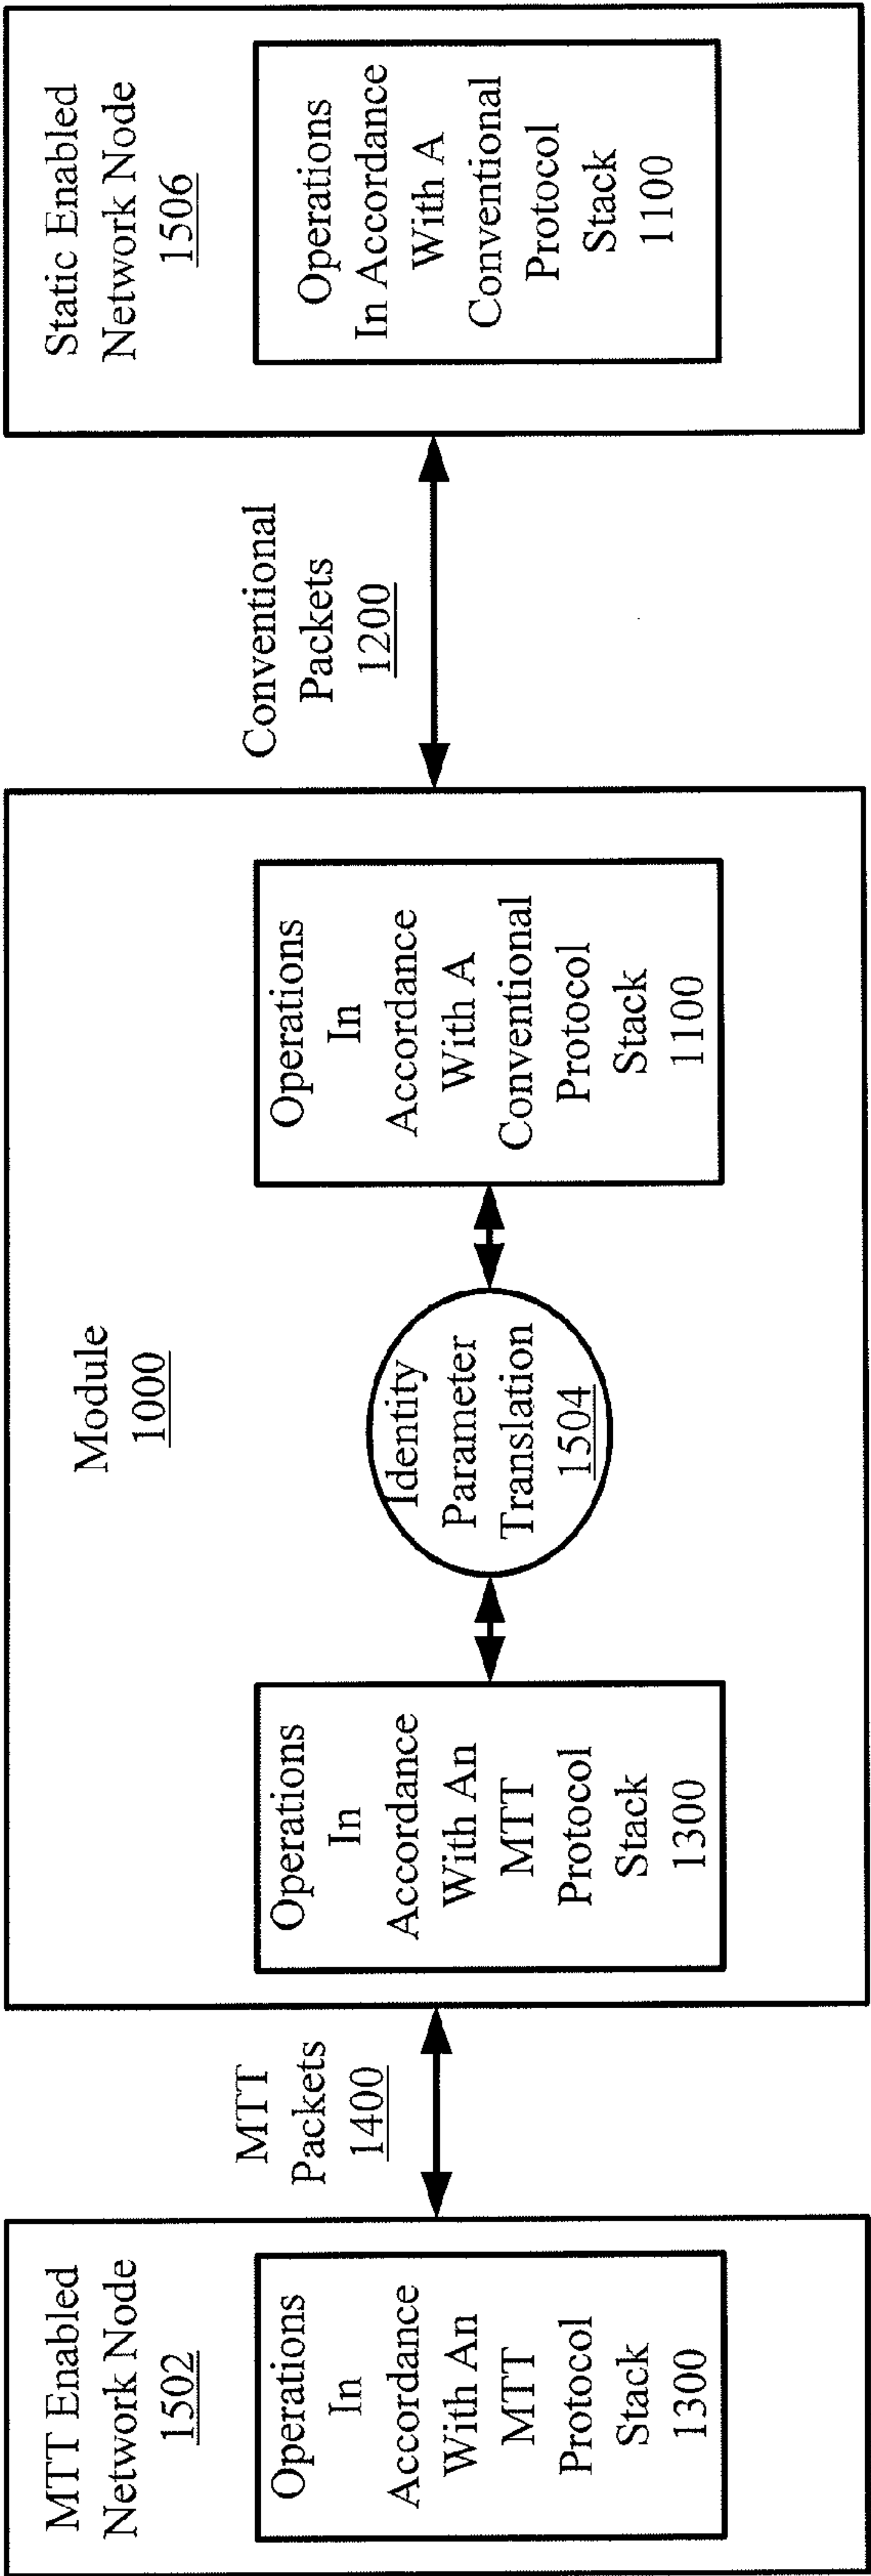 MTT Enabled
Network Node
1502
Operations
In
Accordance
With An
MTT
Protocol
Stack
1300
MTT
Packets
1400
Module
1000
Operations
In
Accordance
With An
MTT
Protocol
Stack
1300
Identity
Parameter
Translation
1504
Operations
In
Accordance
With A
Conventional
Protocol
Stack
1100
Conventional
Packets
1200
Static Enabled
Network Node
1506
Operations
In Accordance
With A
Conventional
Protocol
Stack
1100